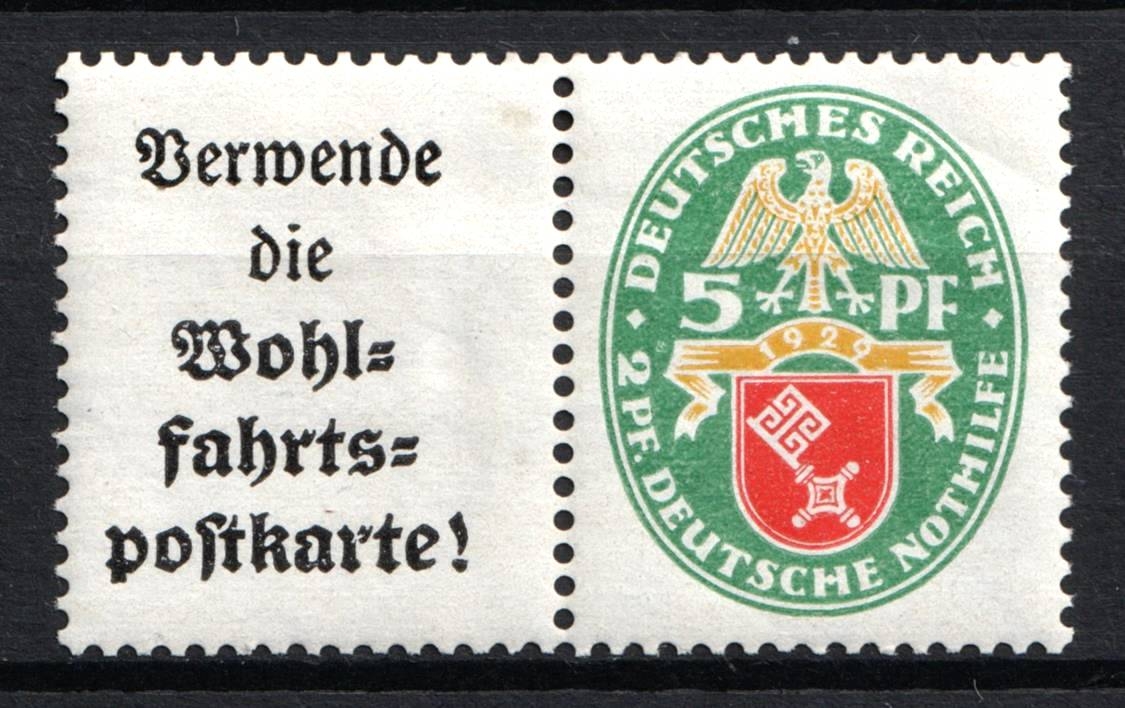 Verwende
die
Wohl=
fahrts=
poſtkarte!
DEUTSCHES REICH
5 PF
1929
2 PF. DEUTSCHE NOTHILFE